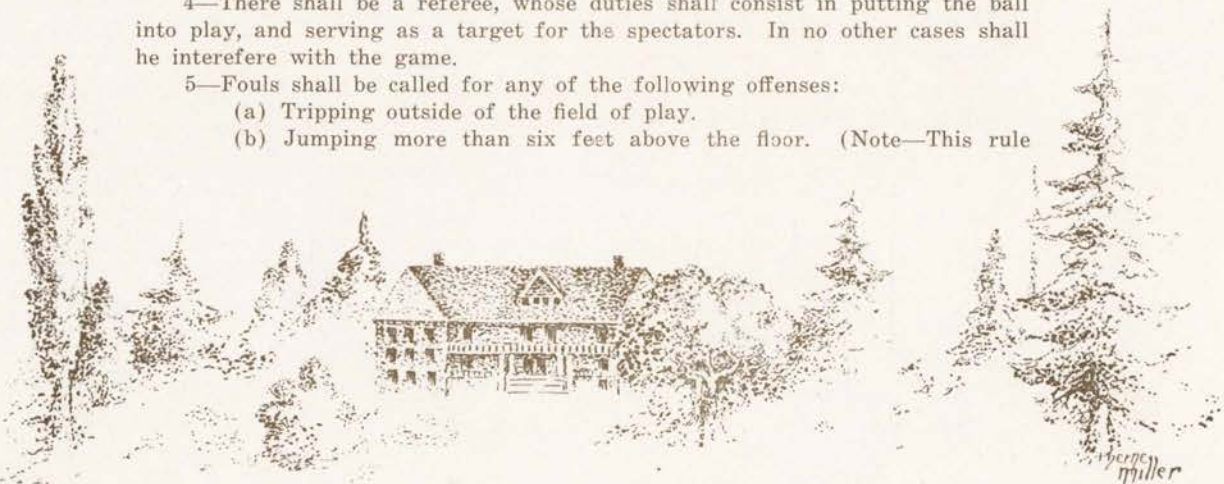 4—There shall be a referee, whose duties shall consist in putting the ball
into play, and serving as a target for the spectators. In no other cases shall
he interefere with the game.
5—Fouls shall be called for any of the following offenses:
(a) Tripping outside of the field of play.
(b) Jumping more than six feet above the floor. (Note—This rule
Miller